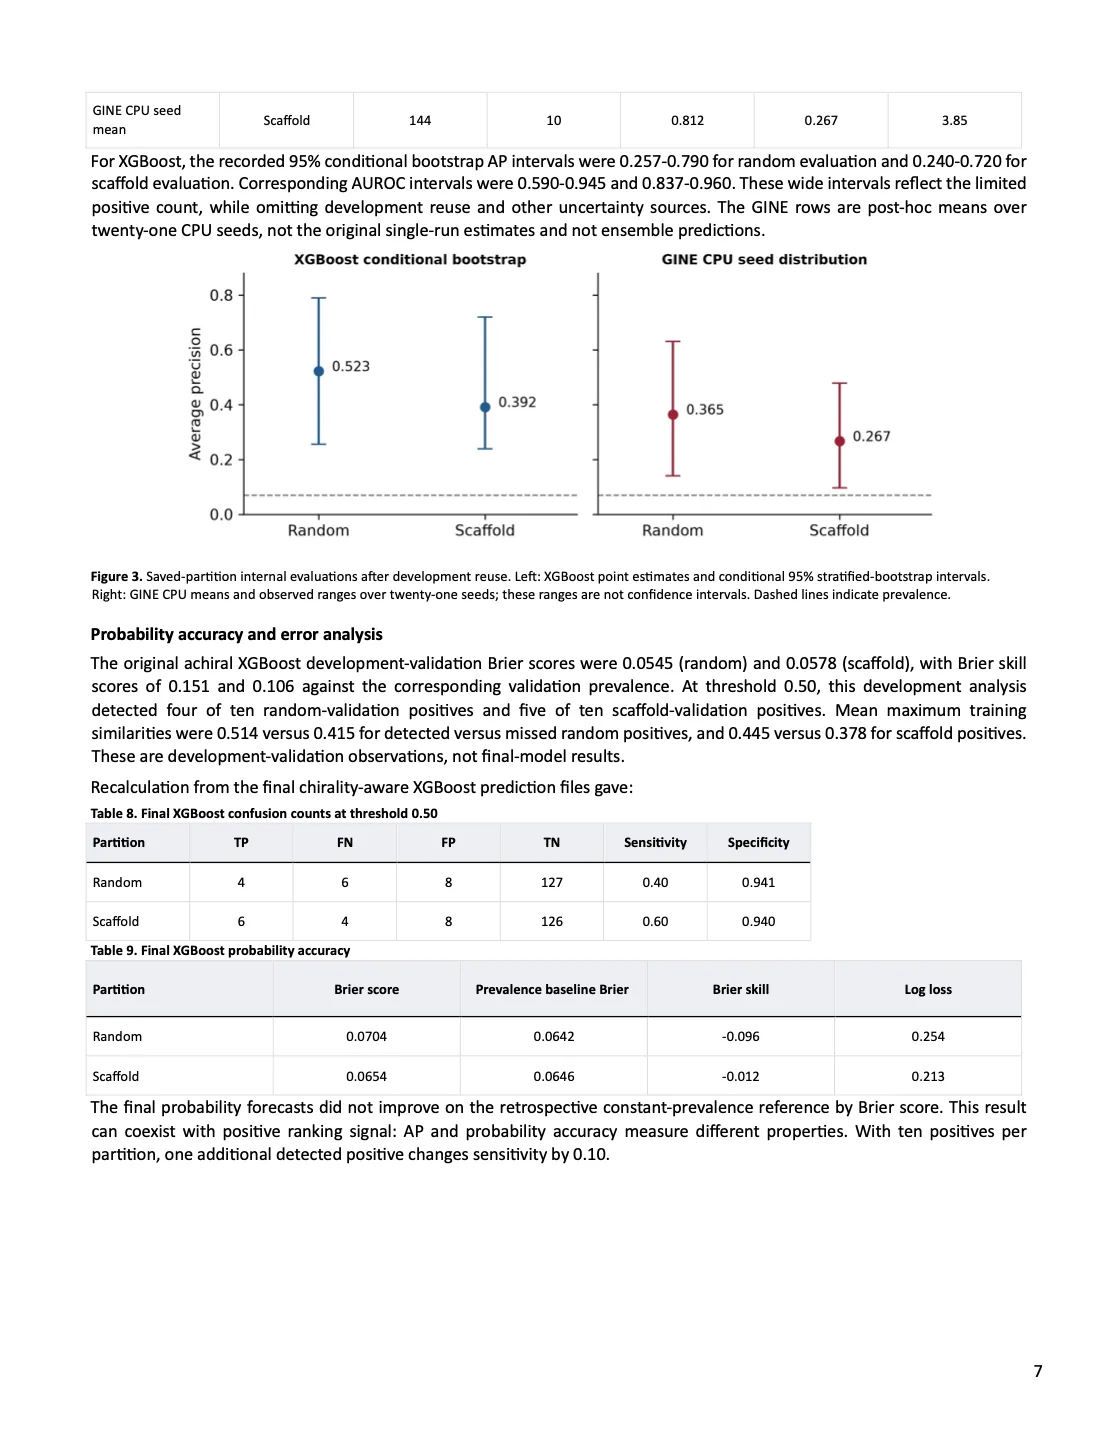 GINE CPU seed
mean
Scaffold
144
10
0.812
0.267
3.85
For XGBoost, the recorded 95% conditional bootstrap AP intervals were 0.257-0.790 for random evaluation and 0.240-0.720 for
scaffold evaluation. Corresponding AUROC intervals were 0.590-0.945 and 0.837-0.960. These wide intervals reflect the limited
positive count, while omitting development reuse and other uncertainty sources. The GINE rows are post-hoc means over
twenty-one CPU seeds, not the original single-run estimates and not ensemble predictions.
XGBoost conditional bootstrap
GINE CPU seed distribution
Average precision
0.8
0.6
0.4
0.2
0.0
0.523
0.392
0.365
0.267
Random
Scaffold
Random
Scaffold
Figure 3. Saved-partition internal evaluations after development reuse. Left: XGBoost point estimates and conditional 95% stratified-bootstrap intervals.
Right: GINE CPU means and observed ranges over twenty-one seeds; these ranges are not confidence intervals. Dashed lines indicate prevalence.
Probability accuracy and error analysis
The original achiral XGBoost development-validation Brier scores were 0.0545 (random) and 0.0578 (scaffold), with Brier skill
scores of 0.151 and 0.106 against the corresponding validation prevalence. At threshold 0.50, this development analysis
detected four of ten random-validation positives and five of ten scaffold-validation positives. Mean maximum training
similarities were 0.514 versus 0.415 for detected versus missed random positives, and 0.445 versus 0.378 for scaffold positives.
These are development-validation observations, not final-model results.
Recalculation from the final chirality-aware XGBoost prediction files gave:
Table 8. Final XGBoost confusion counts at threshold 0.50
Partition TP FN FP TN Sensitivity Specificity
Random 4 6 8 127 0.40 0.941
Scaffold 6 4 8 126 0.60 0.940
Table 9. Final XGBoost probability accuracy
Partition Brier score Prevalence baseline Brier Brier skill Log loss
Random 0.0704 0.0642 -0.096 0.254
Scaffold 0.0654 0.0646 -0.012 0.213
The final probability forecasts did not improve on the retrospective constant-prevalence reference by Brier score. This result
can coexist with positive ranking signal: AP and probability accuracy measure different properties. With ten positives per
partition, one additional detected positive changes sensitivity by 0.10.
7